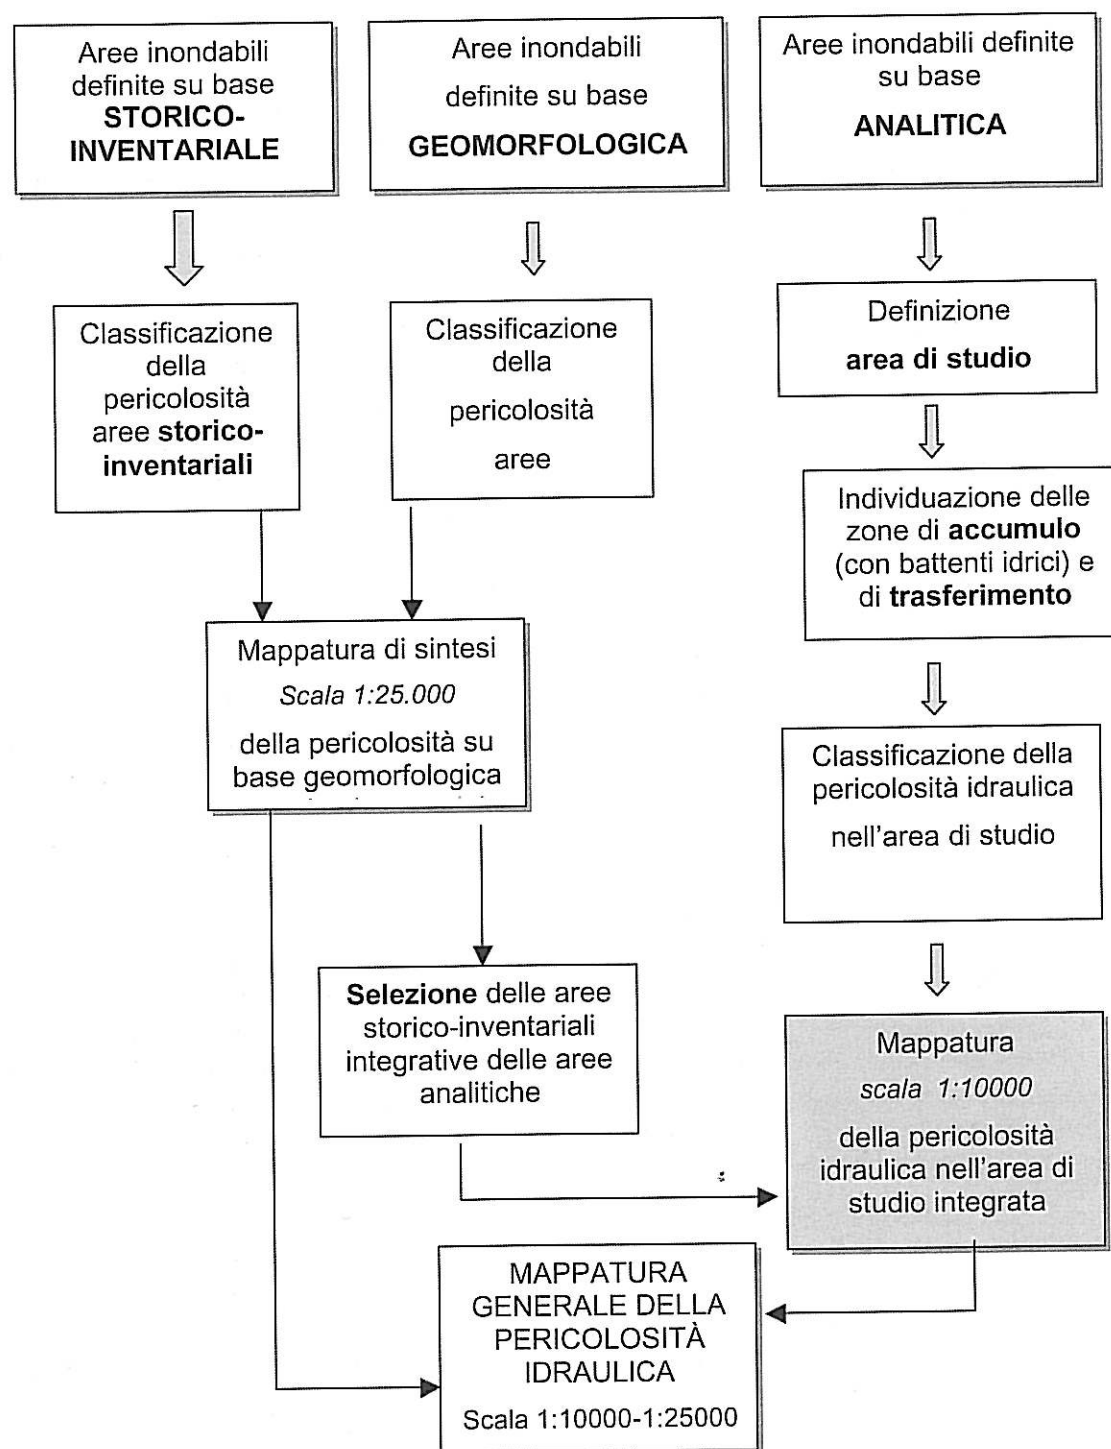 Aree inondabili
definite su base
STORICO-
INVENTARIALE
Aree inondabili
definite su base
GEOMORFOLOGICA
Aree inondabili definite
su base
ANALITICA
Classificazione
della
pericolosità
aree storico-
inventariali
Classificazione
della
pericolosità
aree
Definizione
area di studio
Individuazione delle
zone di accumulo
(con battenti idrici) e
di trasferimento
Mappatura di sintesi
Scala 1:25.000
della pericolosità su
base geomorfologica
Classificazione della
pericolosità idraulica
nell'area di studio
Selezione delle aree
storico-inventariali
integrative delle aree
analitiche
Mappatura
scala 1:10000
della pericolosità
idraulica nell'area di
studio integrata
MAPPATURA
GENERALE DELLA
PERICOLOSITÀ
IDRAULICA
Scala 1:10000-1:25000